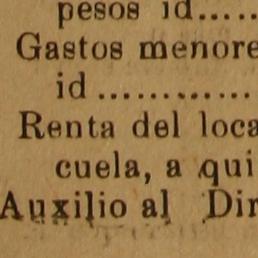 pesos id.....
Gastos menore
id ............
Renta del loca
cuela, a qui
Auxilio al Dir